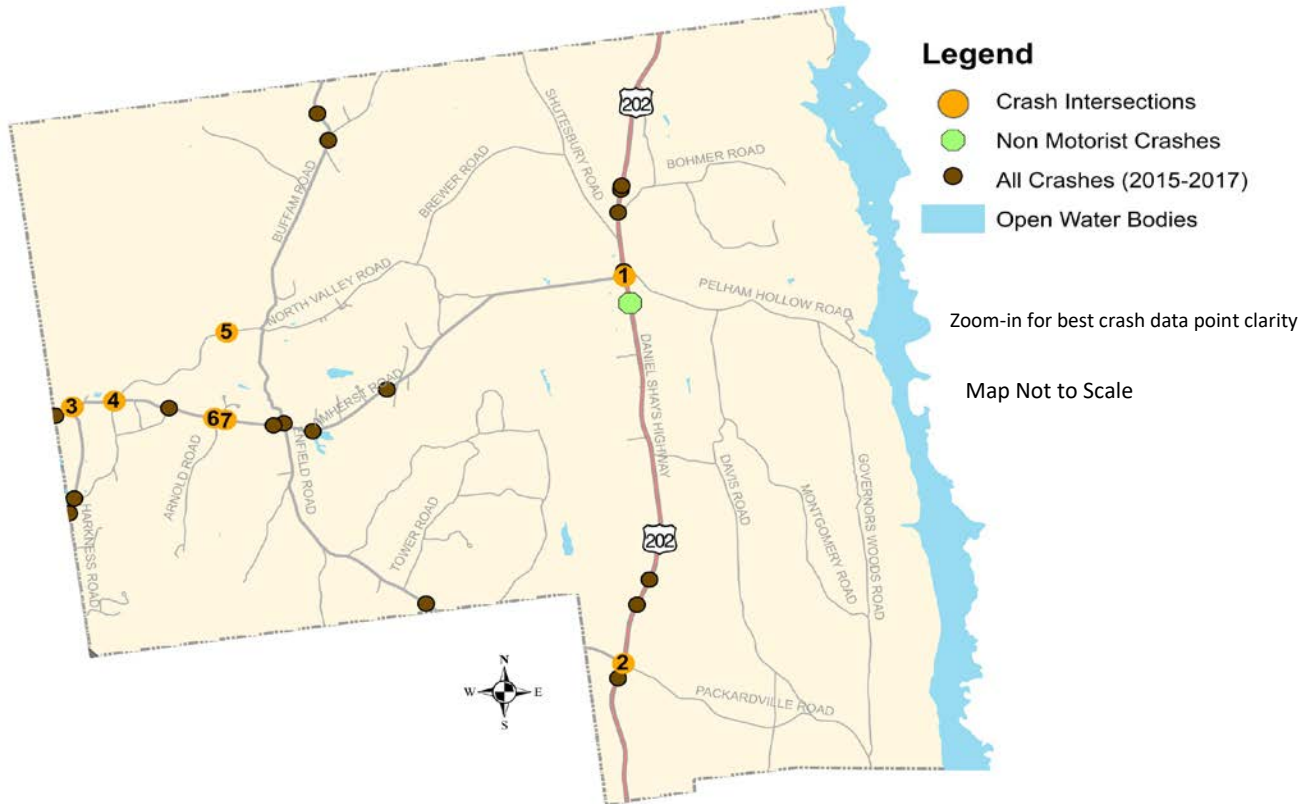 Legend
Crash Intersections
Non Motorist Crashes
All Crashes (2015-2017)
Open Water Bodies
Zoom-in for best crash data point clarity
Map Not to Scale
202
SHUTESBURY ROAD
BOHMER ROAD
BREWER ROAD
BUFFAM ROAD
NORTH VALLEY ROAD
1
PELHAM HOLLOW ROAD
5
DANIEL SHAYS HIGHWAY
AMHERST ROAD
3
4
67
ENFIELD ROAD
ARNOLD ROAD
HARKNESS ROAD
TOWER ROAD
DAVIS ROAD
MONTGOMERY ROAD
GOVERNORS WOODS ROAD
202
2
PACKARDVILLE ROAD
N
W E
S